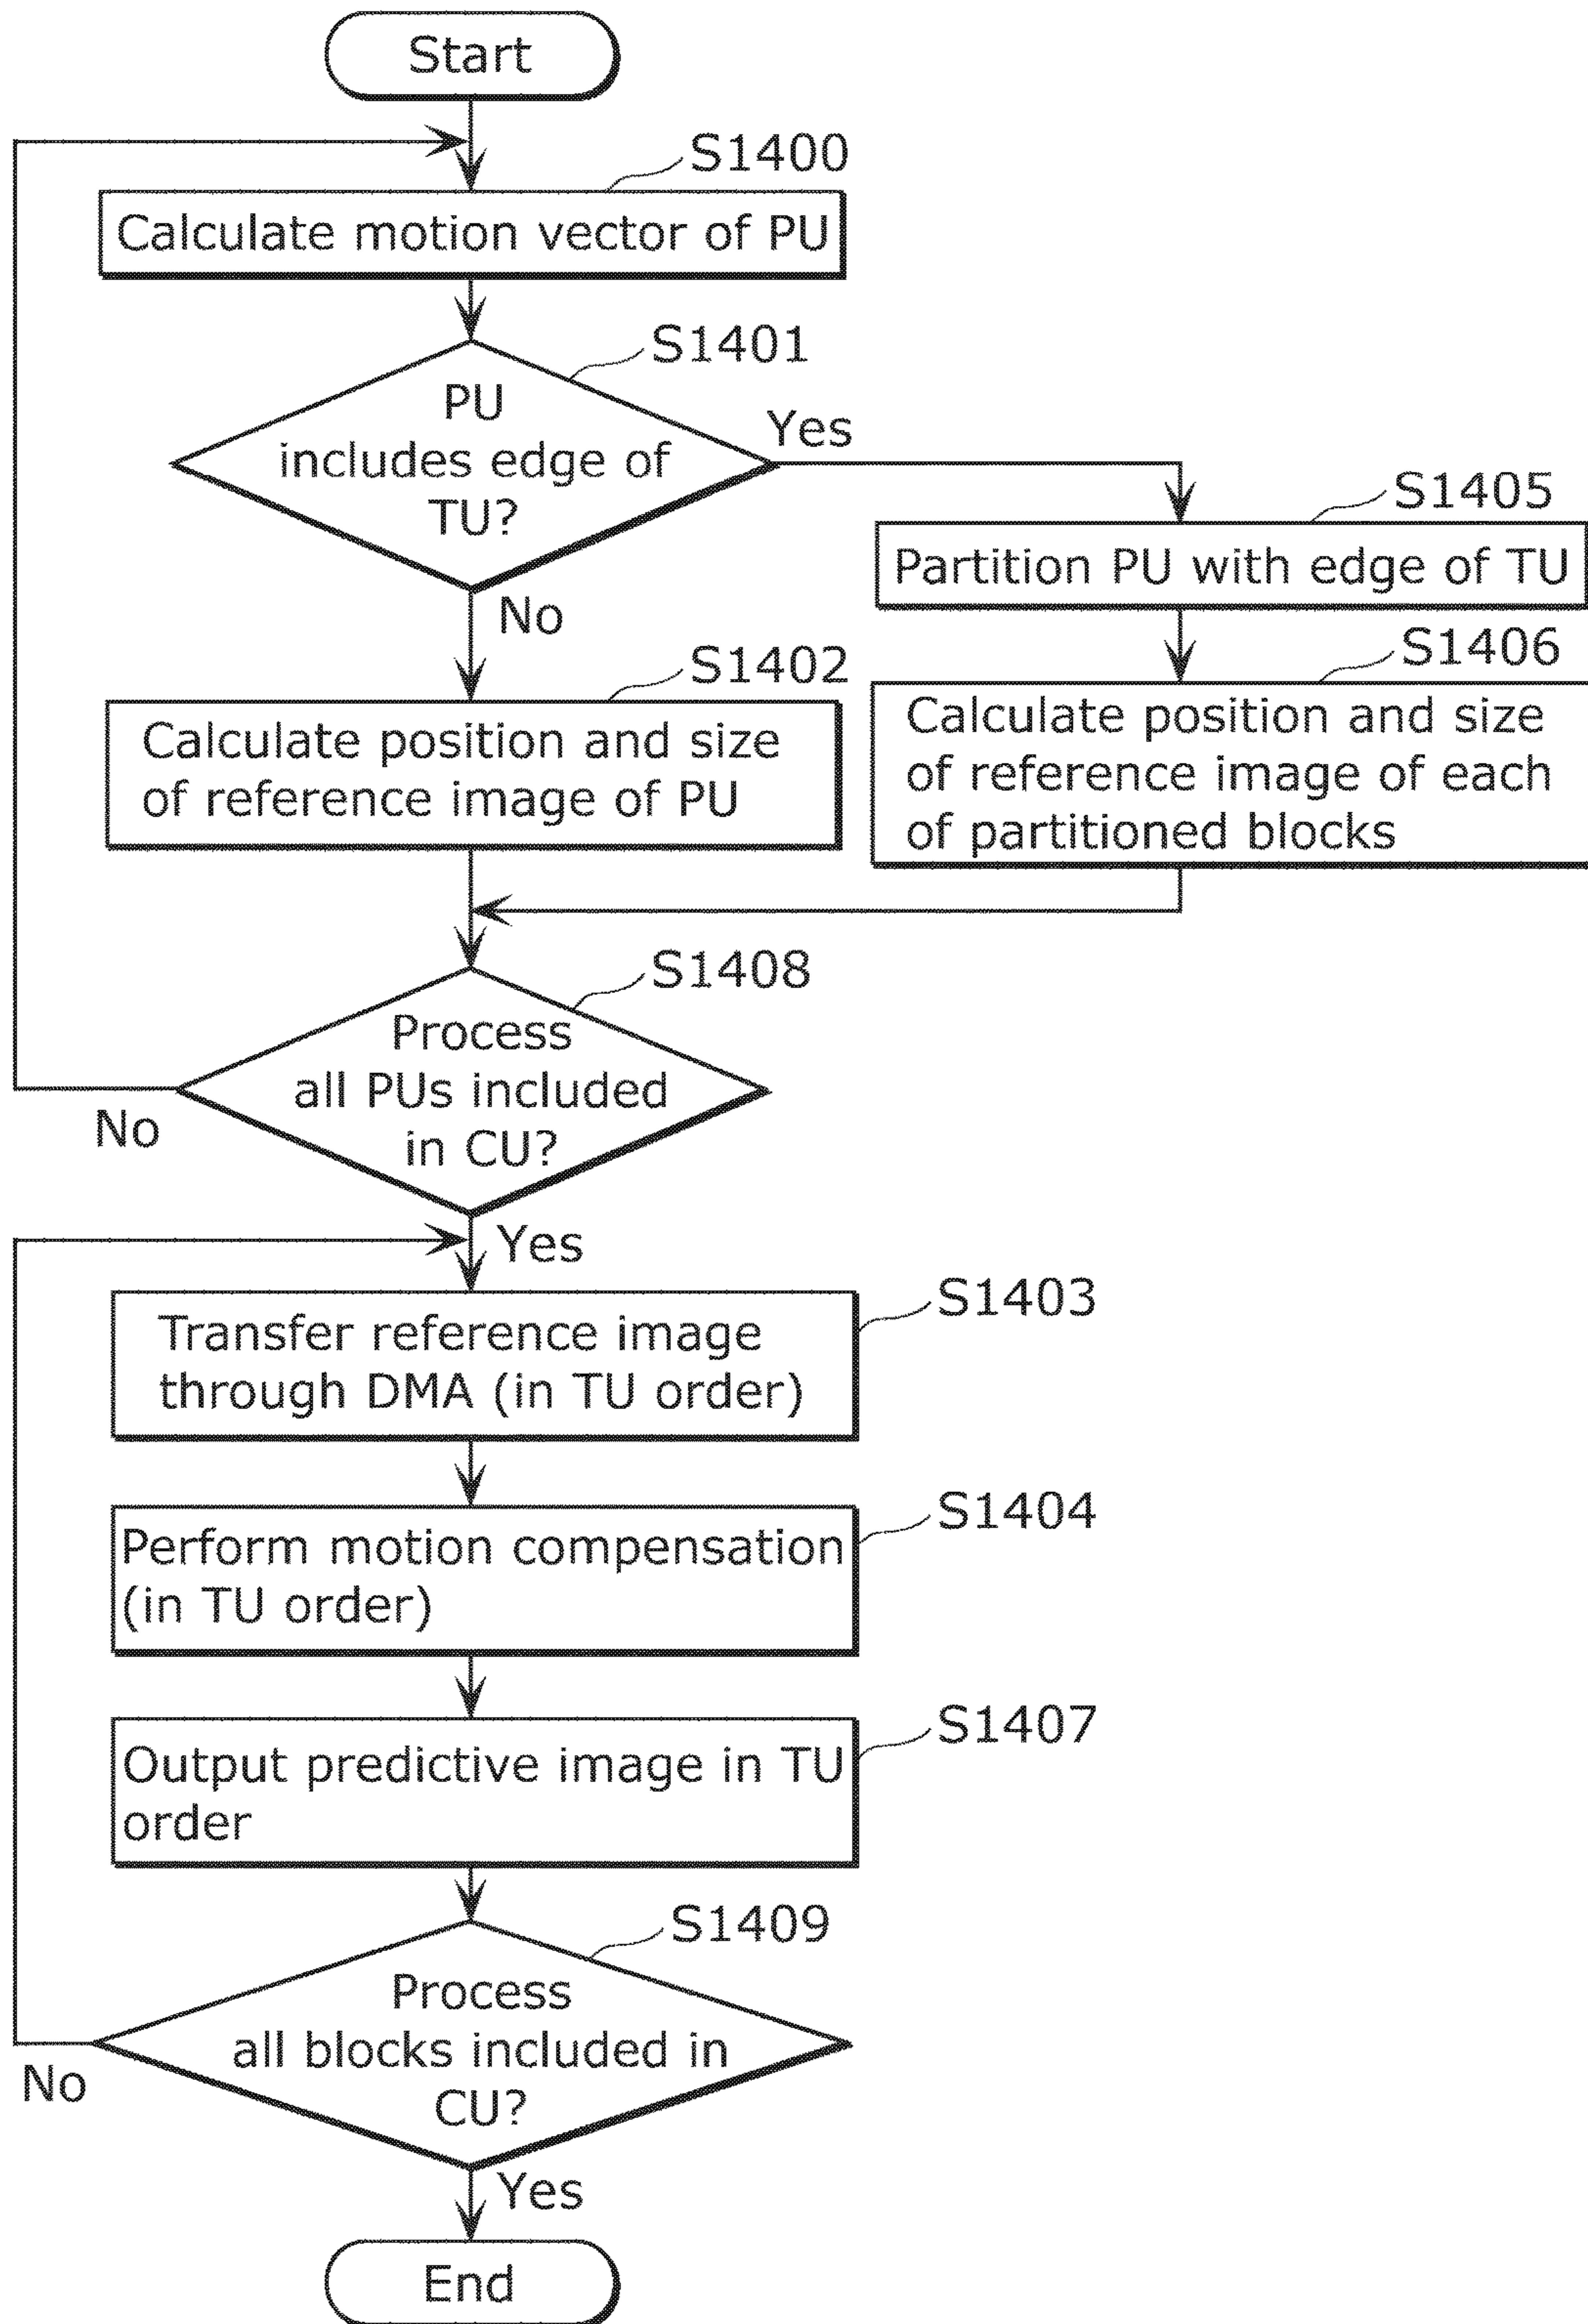 Start
S1400
Calculate motion vector of PU
S1401
PU
includes edge of
TU?
Yes
No
S1405
Partition PU with edge of TU
S1402
Calculate position and size
of reference image of PU
S1406
Calculate position and size
of reference image of each
of partitioned blocks
S1408
Process
all PUs included
in CU?
No
Yes
S1403
Transfer reference image
through DMA (in TU order)
S1404
Perform motion compensation
(in TU order)
S1407
Output predictive image in TU
order
S1409
Process
all blocks included in
CU?
No
Yes
End